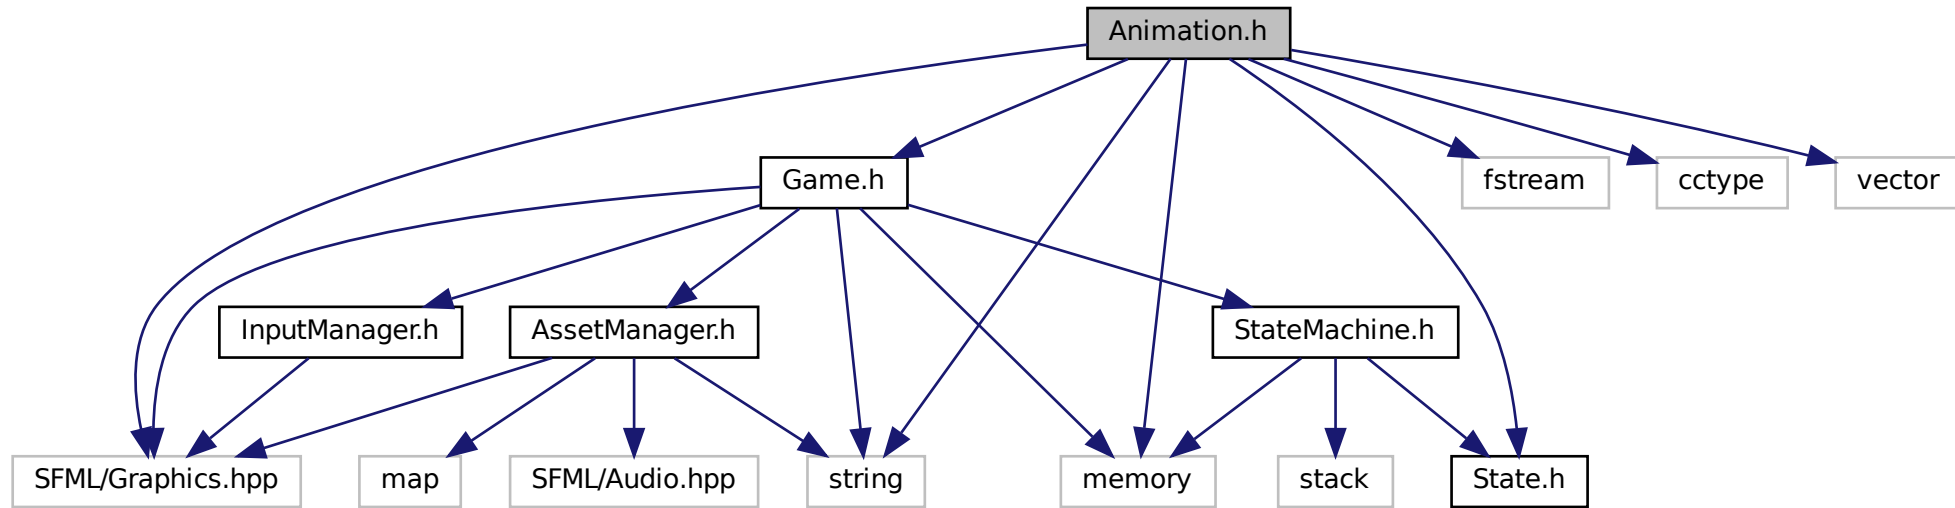 Animation.h
Game.h
fstream
cctype
vector
InputManager.h
AssetManager.h
StateMachine.h
SFML/Graphics.hpp
map
SFML/Audio.hpp
string
memory
stack
State.h